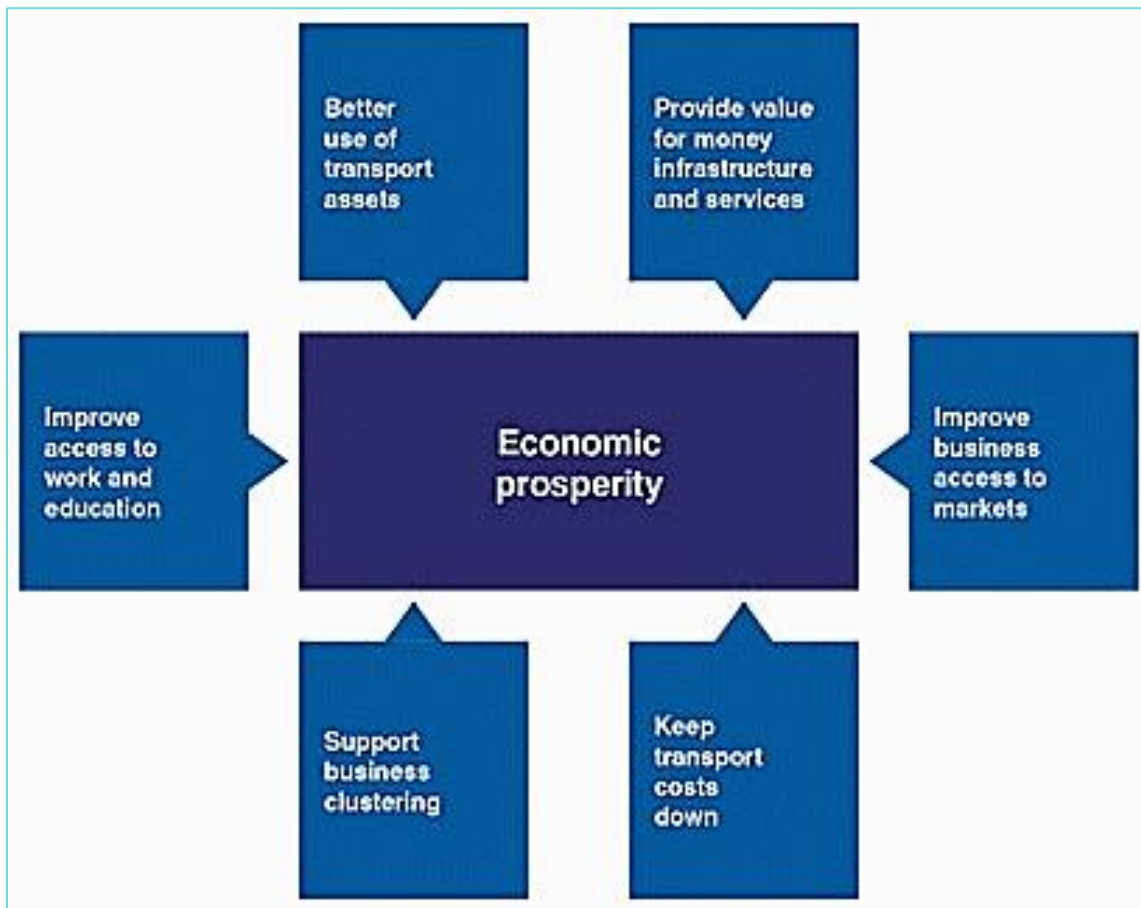 Better
use of
transport
assets
Provide value
for money
infrastructure
and services
Improve
access to
work and
education
Economic
prosperity
Improve
business
access to
markets
Support
business
clustering
Keep
transport
costs
down